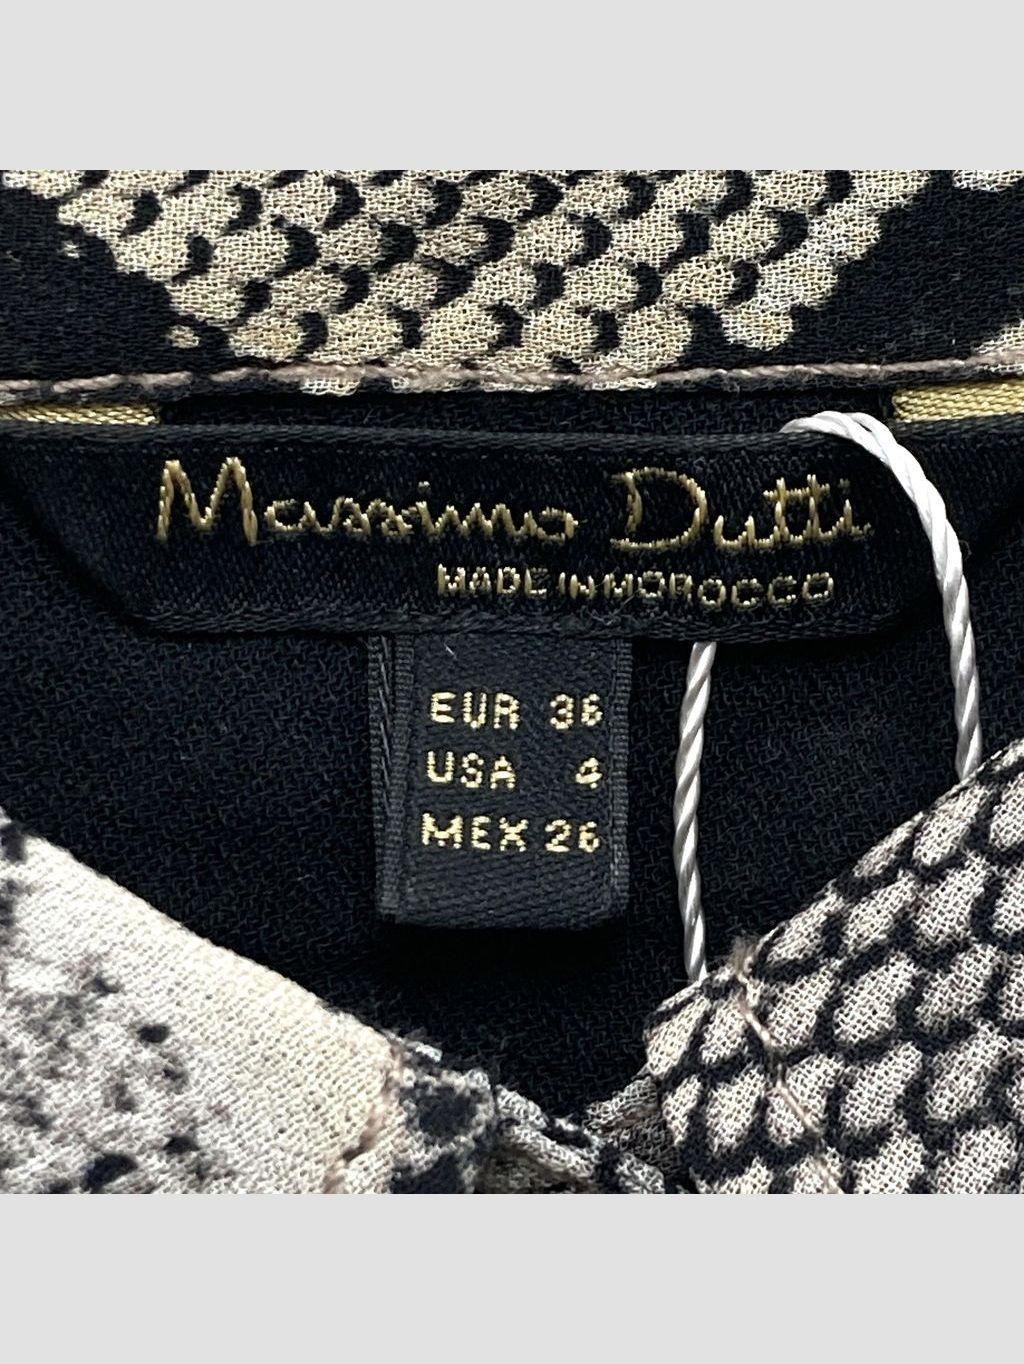 Massimo Dutti
MADE IN MOROCCO
EUR 36
USA 4
MEX 26